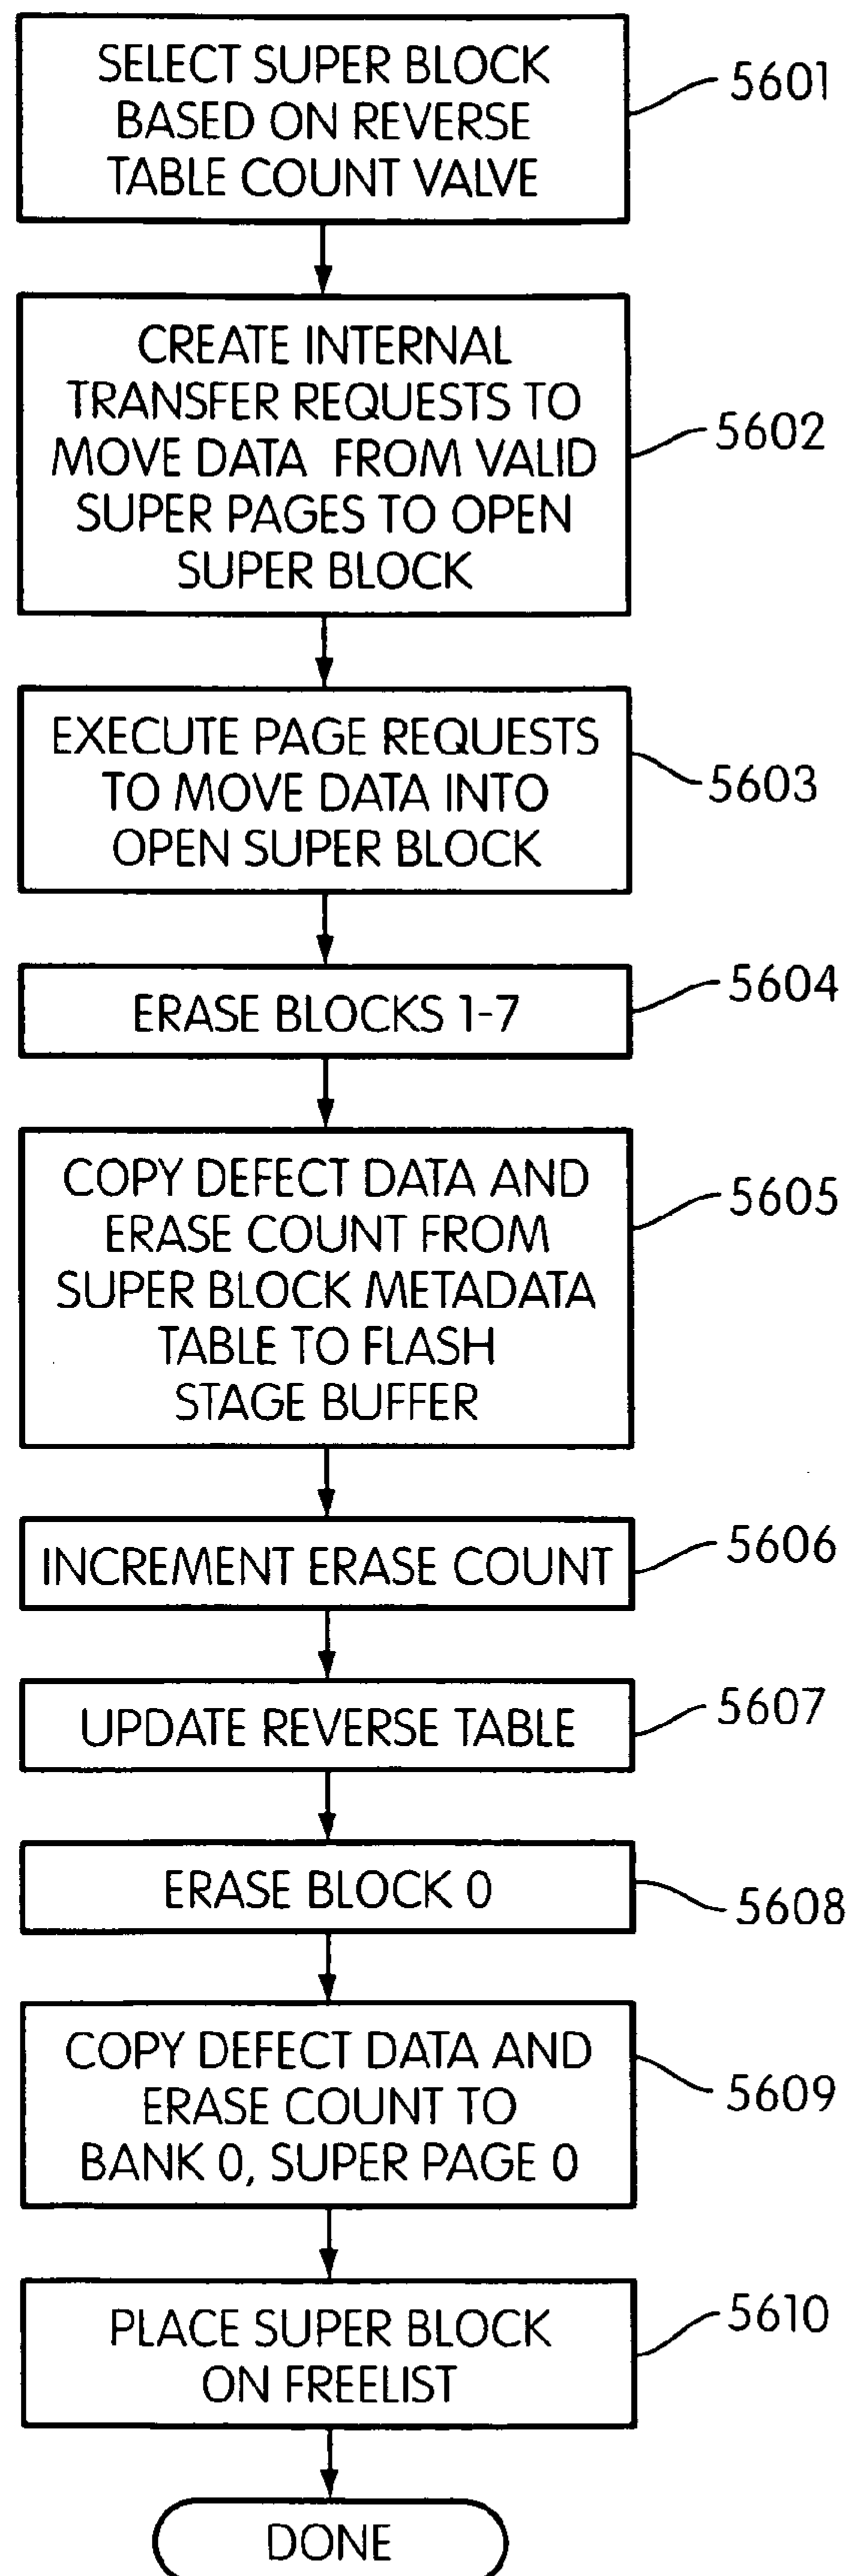 SELECT SUPER BLOCK
BASED ON REVERSE
TABLE COUNT VALVE
5601
CREATE INTERNAL
TRANSFER REQUESTS TO
MOVE DATA FROM VALID
SUPER PAGES TO OPEN
SUPER BLOCK
5602
EXECUTE PAGE REQUESTS
TO MOVE DATA INTO
OPEN SUPER BLOCK
5603
ERASE BLOCKS 1-7
5604
COPY DEFECT DATA AND
ERASE COUNT FROM
SUPER BLOCK METADATA
TABLE TO FLASH
STAGE BUFFER
5605
INCREMENT ERASE COUNT
5606
UPDATE REVERSE TABLE
5607
ERASE BLOCK 0
5608
COPY DEFECT DATA AND
ERASE COUNT TO
BANK 0, SUPER PAGE 0
5609
PLACE SUPER BLOCK
ON FREELIST
5610
DONE